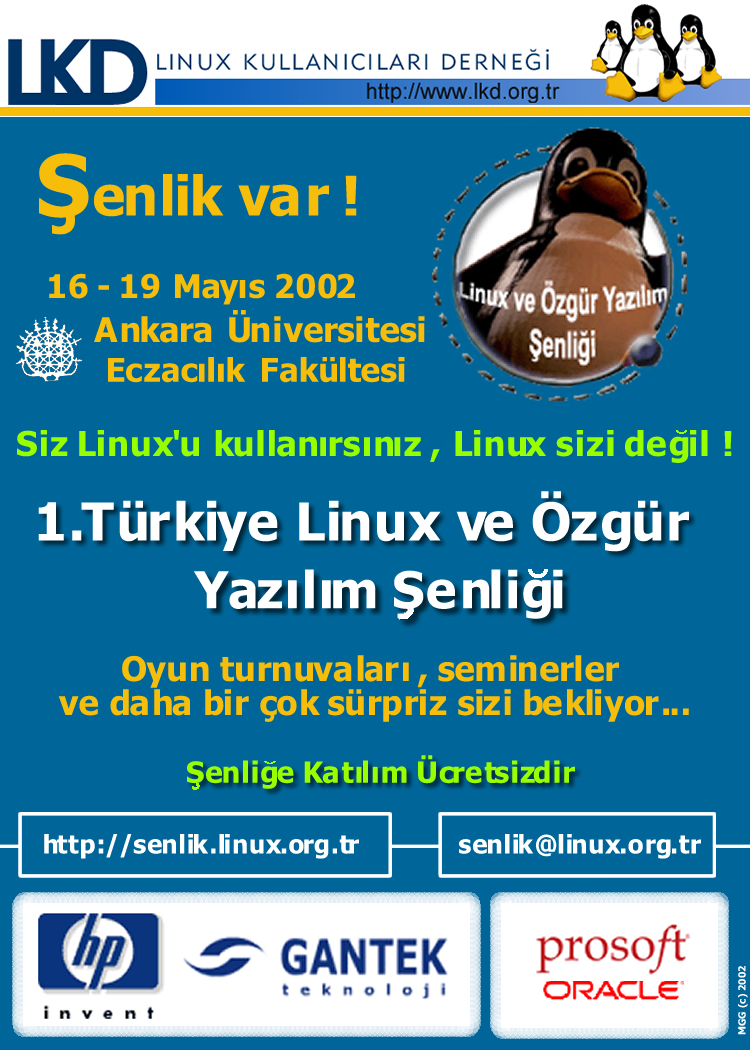 LKD LINUX KULLANICILARI DERNEĞİ
http://www.lkd.org.tr
Şenlik var !
16 - 19 Mayıs 2002
Ankara Üniversitesi
Eczacılık Fakültesi
Linux ve Özgür Yazılım
Şenliği
Siz Linux'u kullanırsınız , Linux sizi değil !
1.Türkiye Linux ve Özgür
Yazılım Şenliği
Oyun turnuvaları , seminerler
ve daha bir çok sürpriz sizi bekliyor...
Şenliğe Katılım Ücretsizdir
http://senlik.linux.org.tr
senlik@linux.org.tr
hp
invent
GANTEK
teknoloji
prosoft
ORACLE
MGG (c) 2002